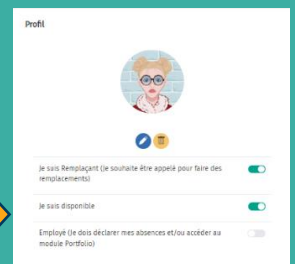 Profil
Je suis Remplaçant (Je souhaite être appelé pour faire des
remplacements)
Je suis disponible
Employé (Je dois déclarer mes absences et/ou accéder au
module Portfolio)